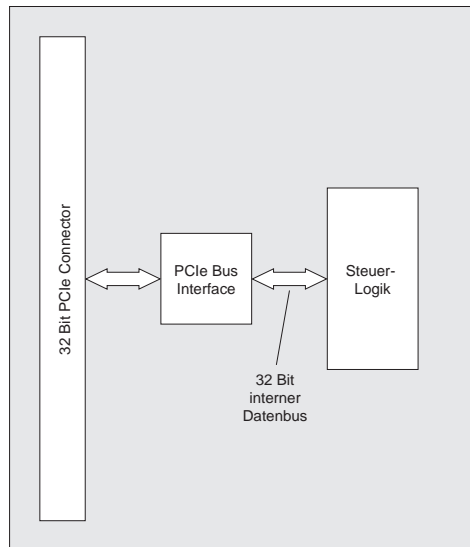 32 Bit PCIe Connector
PCIe Bus
Interface
Steuer-
Logik
32 Bit
interner
Datenbus